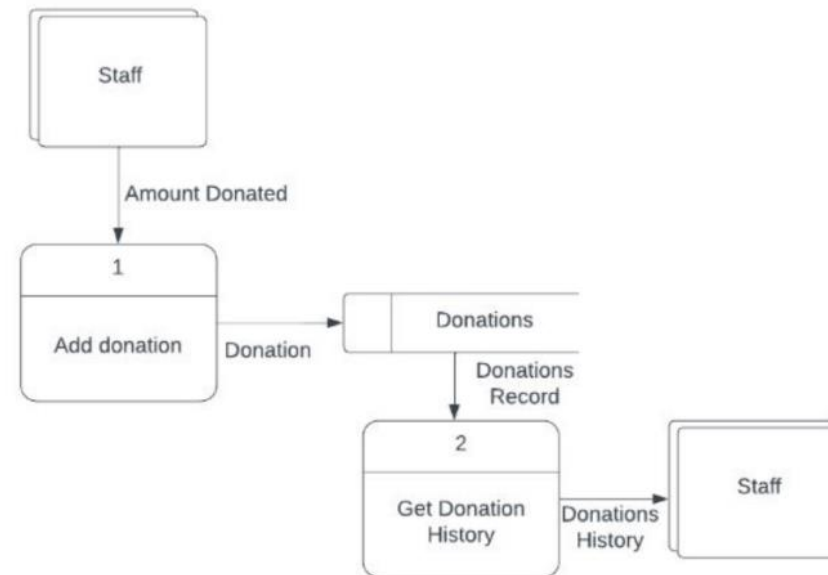 Staff
Amount Donated
1
Add donation
Donation
Donations
Donations
Record
2
Get Donation
History
Donations
History
Staff